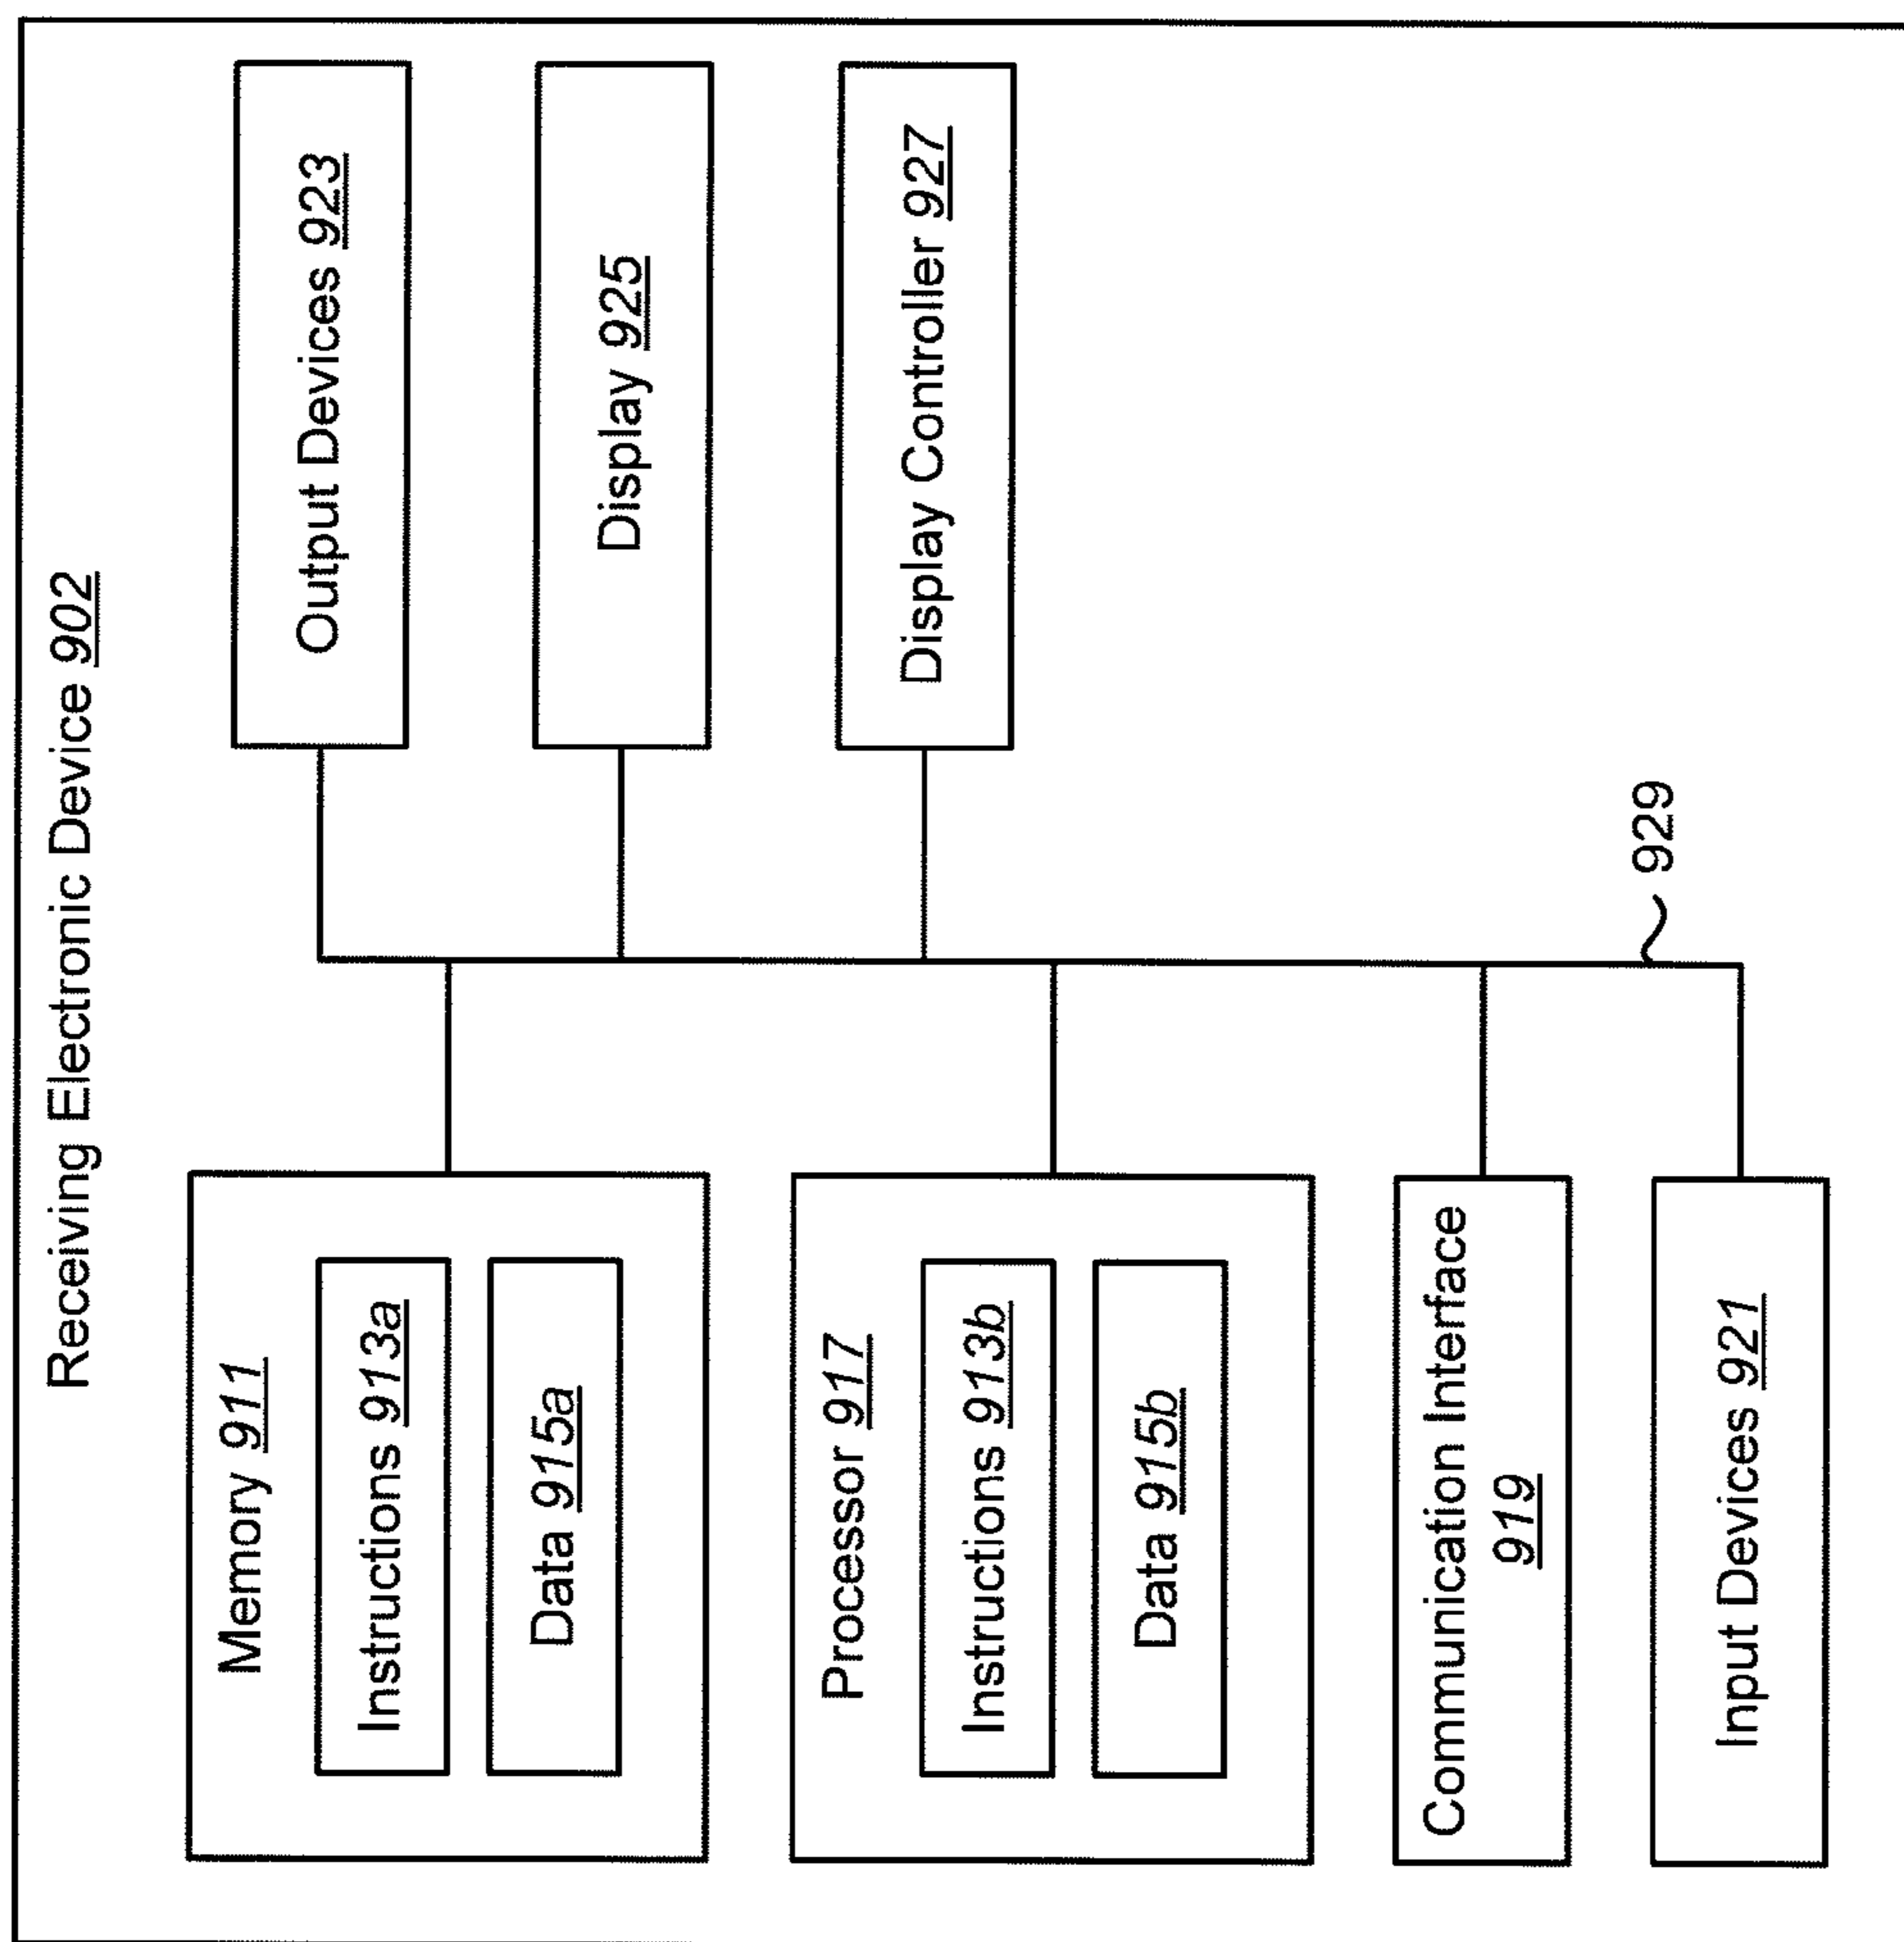 Receiving Electronic Device 902
Memory 911
Instructions 913a
Data 915a
Processor 917
Instructions 913b
Data 915b
Communication Interface
919
Input Devices 921
Output Devices 923
Display 925
Display Controller 927
929